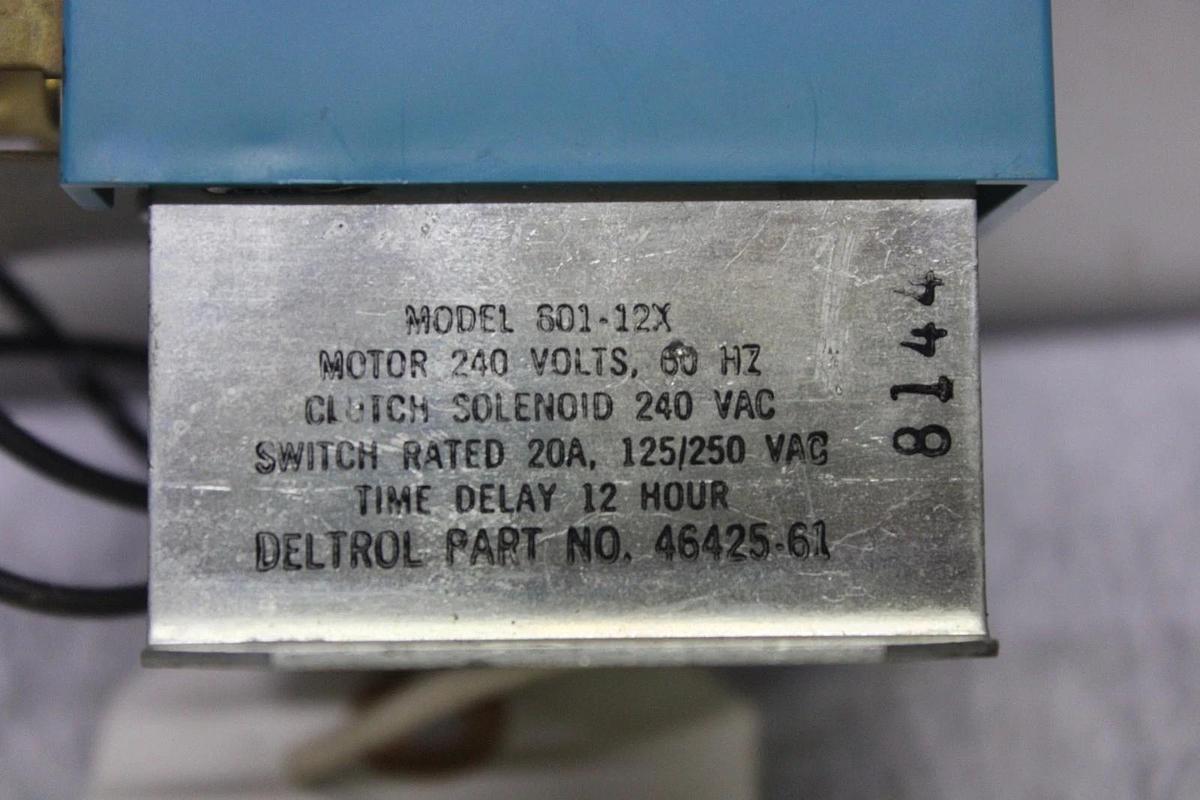 MODEL 601-12X
MOTOR 240 VOLTS, 60 HZ
CLUTCH SOLENOID 240 VAC
SWITCH RATED 20A, 125/250 VAC
TIME DELAY 12 HOUR
DELTROL PART NO. 46425-61
8144